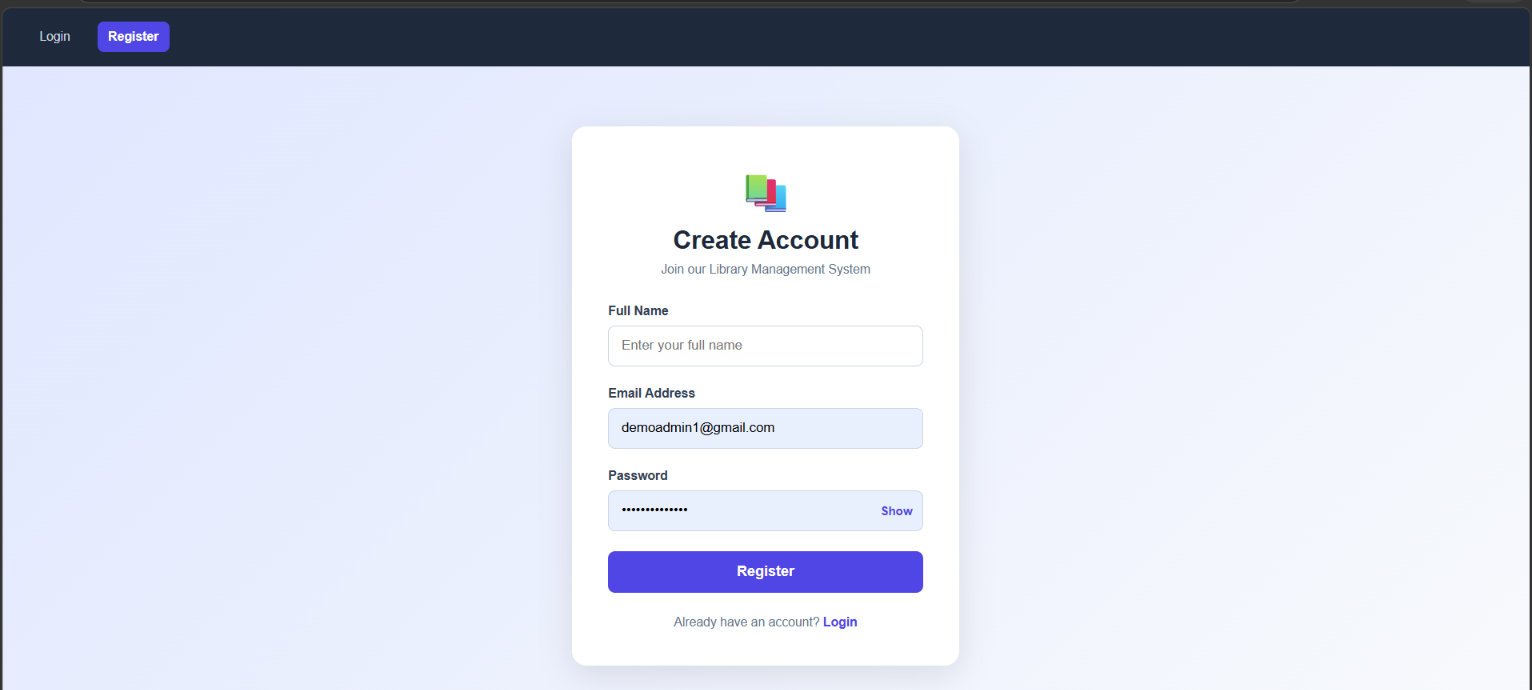 Login
Register
Create Account
Join our Library Management System
Full Name
Enter your full name
Email Address
demoadmin1@gmail.com
Password
••••••••••••••
Show
Register
Already have an account? Login